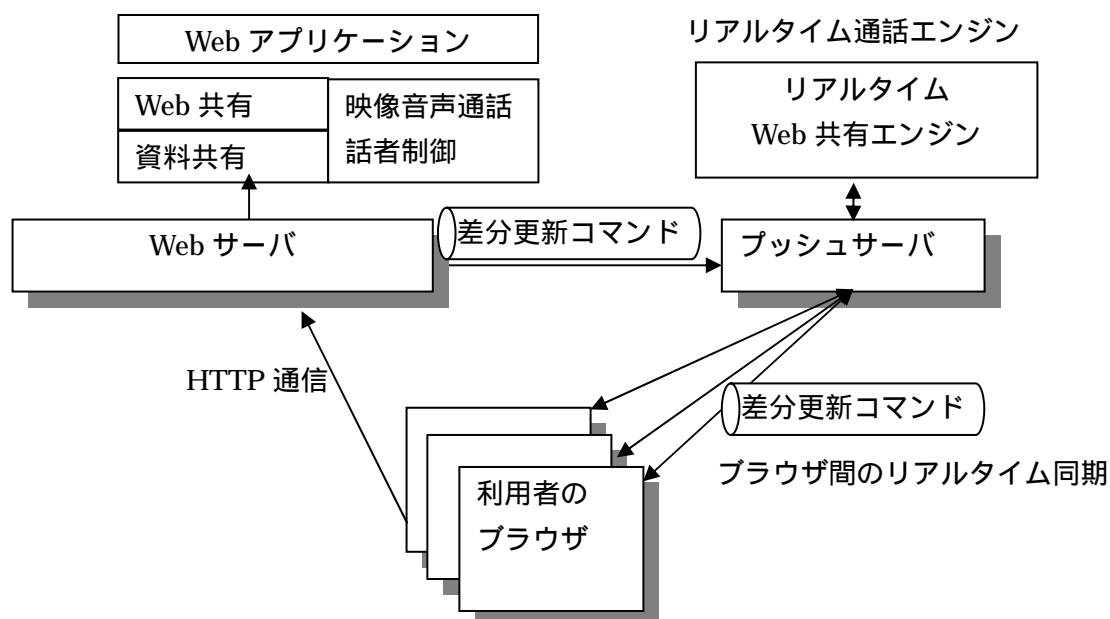 Web アプリケーション
リアルタイム通話エンジン
Web 共有
資料共有
映像音声通話
話者制御
リアルタイム
Web 共有エンジン
Web サーバ
差分更新コマンド
プッシュサーバ
HTTP 通信
差分更新コマンド
ブラウザ間のリアルタイム同期
利用者の
ブラウザ